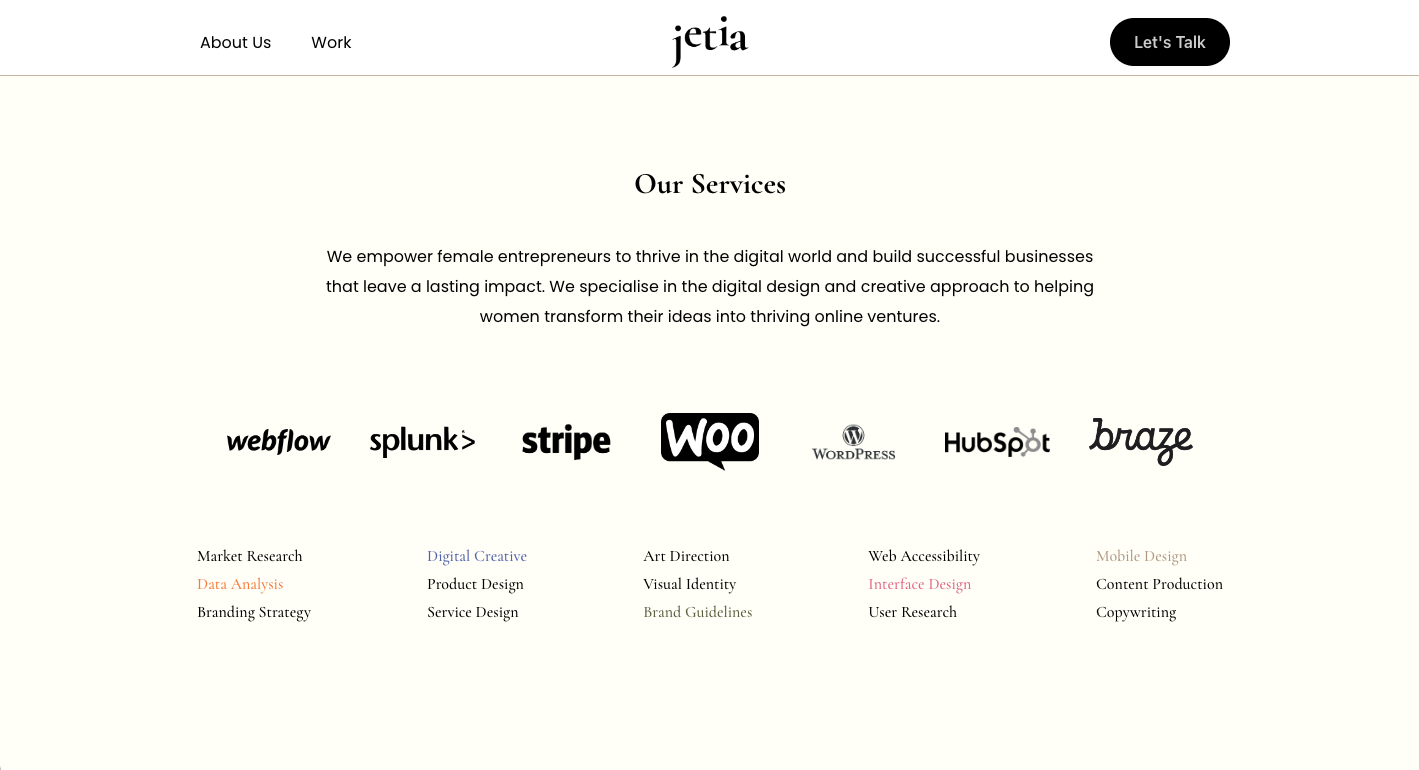 About Us
Work
jetia
Let's Talk
Our Services
We empower female entrepreneurs to thrive in the digital world and build successful businesses
that leave a lasting impact. We specialise in the digital design and creative approach to helping
women transform their ideas into thriving online ventures.
webflow
splunk>
stripe
WOO
WORDPRESS
HubSpot
braze
Market Research
Data Analysis
Branding Strategy
Digital Creative
Product Design
Service Design
Art Direction
Visual Identity
Brand Guidelines
Web Accessibility
Interface Design
User Research
Mobile Design
Content Production
Copywriting